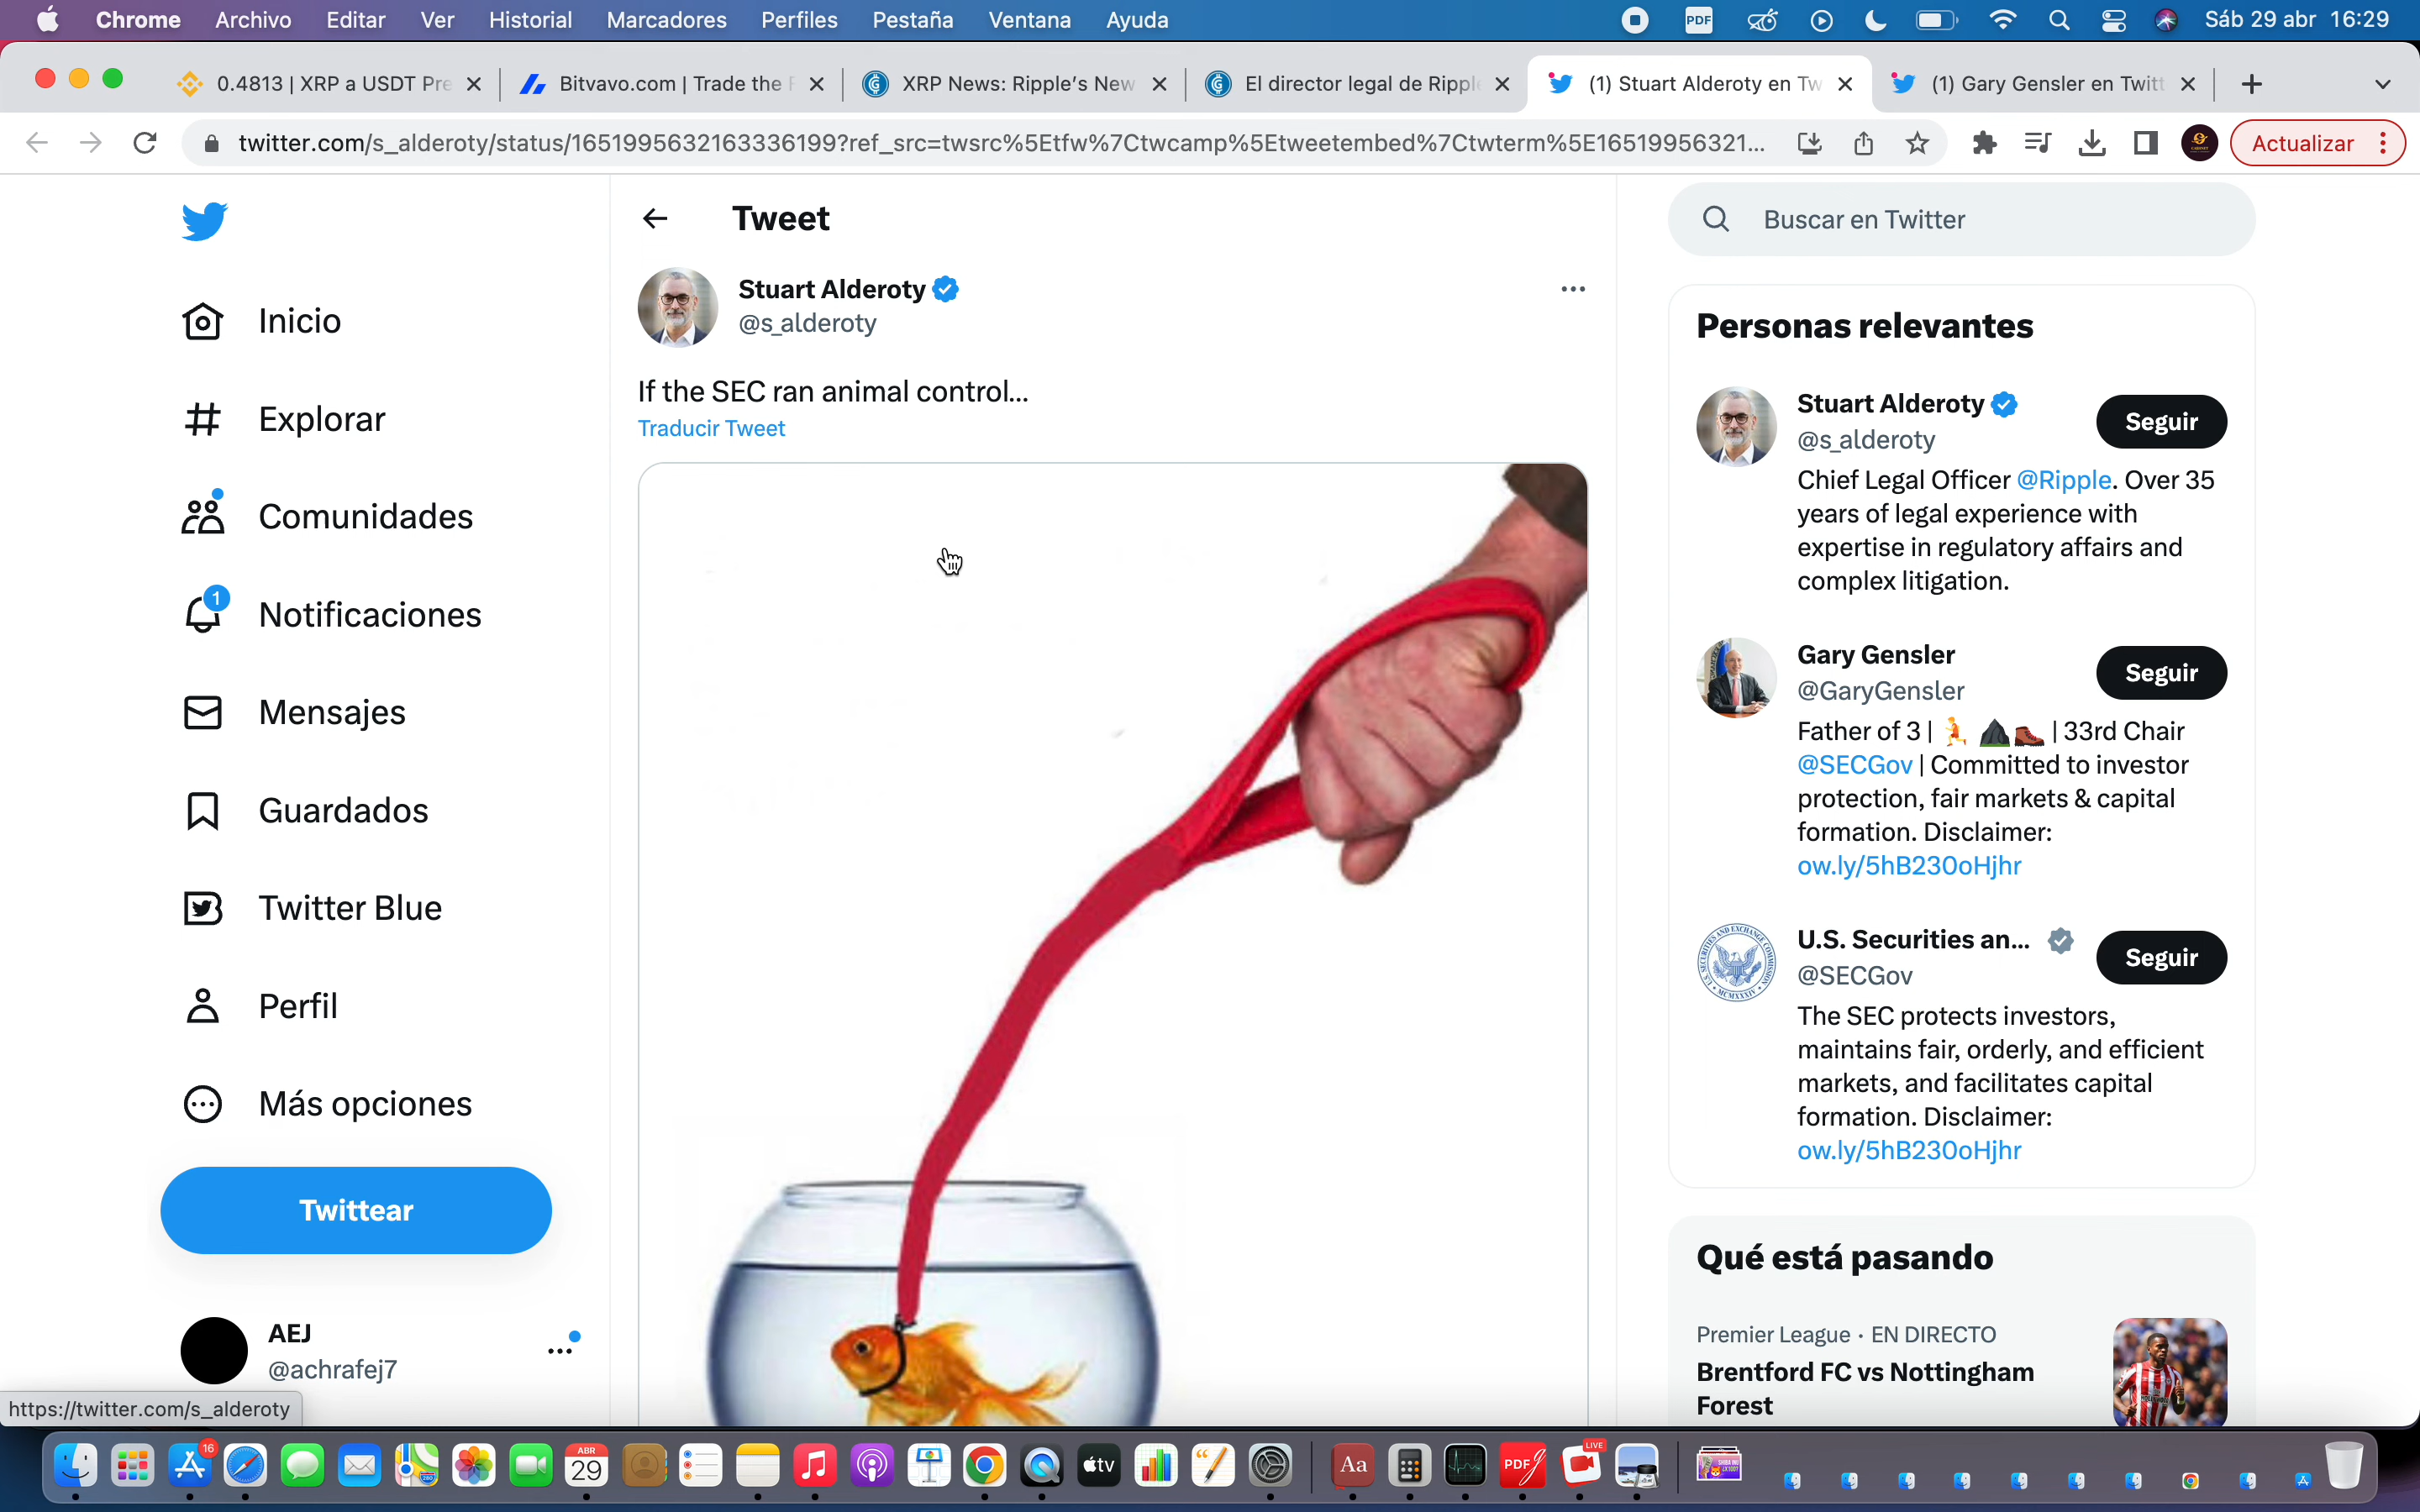 Chrome Archivo Editar Ver Historial Marcadores Perfiles Pestaña Ventana Ayuda PDF Sáb 29 abr 16:29
0.4813 | XRP a USDT Pre Bitvavo.com | Trade the XRP News: Ripple's New El director legal de Ripple (1) Stuart Alderoty en Tw (1) Gary Gensler en Twitt
twitter.com/s_alderoty/status/1651995632163336199?ref_src=twsrc%5Etfw%7Ctwcamp%5Etweetembed%7Ctwterm%5E16519956321... Actualizar
Tweet
Buscar en Twitter
Inicio
Explorar
Comunidades
1
Notificaciones
Mensajes
Guardados
Twitter Blue
Perfil
Más opciones
Twittear
AEJ
@achrafej7
https://twitter.com/s_alderoty
Stuart Alderoty
@s_alderoty
If the SEC ran animal control...
Traducir Tweet
Personas relevantes
Stuart Alderoty
@s_alderoty
Seguir
Chief Legal Officer @Ripple. Over 35
years of legal experience with
expertise in regulatory affairs and
complex litigation.
Gary Gensler
@GaryGensler
Seguir
Father of 3 | | 33rd Chair
@SECGov | Committed to investor
protection, fair markets & capital
formation. Disclaimer:
ow.ly/5hB230oHjhr
U.S. Securities an...
@SECGov
Seguir
The SEC protects investors,
maintains fair, orderly, and efficient
markets, and facilitates capital
formation. Disclaimer:
ow.ly/5hB230oHjhr
Qué está pasando
Premier League · EN DIRECTO
Brentford FC vs Nottingham
Forest
16
ABR
29
tv
Aa
PDF
LIVE